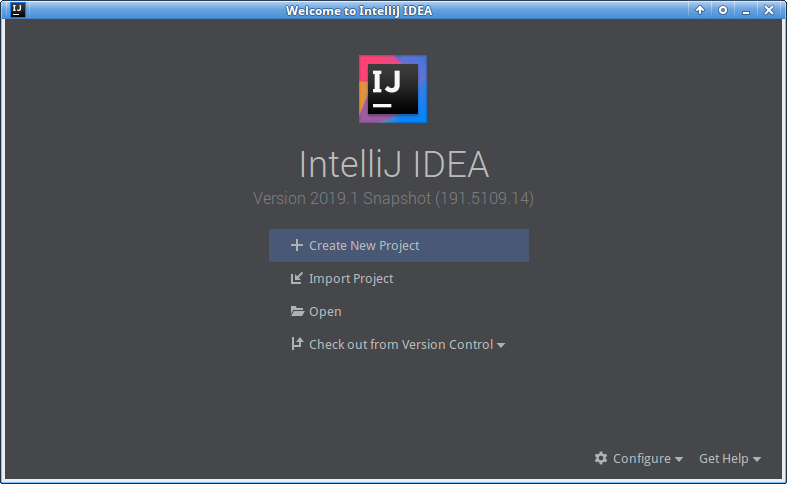 IJ
Welcome to IntelliJ IDEA
IJ
IntelliJ IDEA
Version 2019.1 Snapshot (191.5109.14)
Create New Project
Import Project
Open
Check out from Version Control
Configure
Get Help